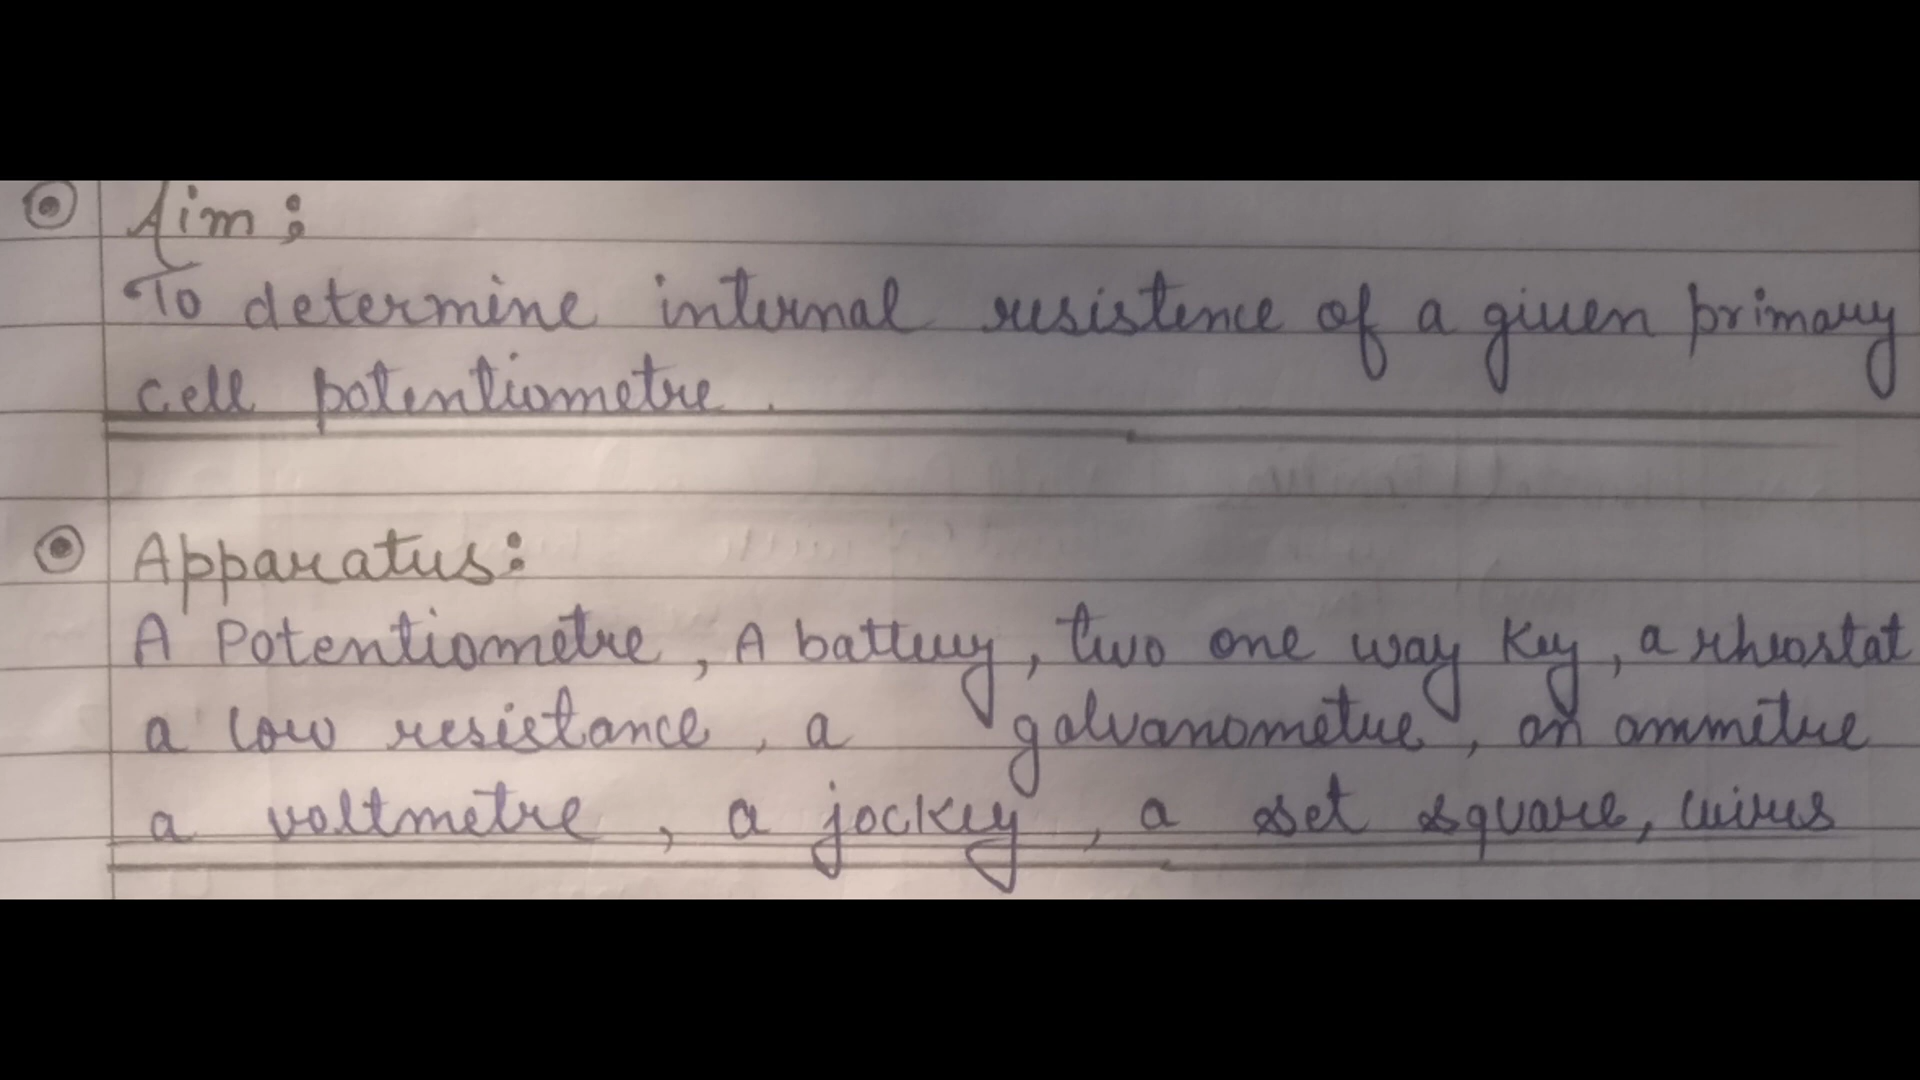 Aim:
To determine internal resistence of a given primary
cell potentiometre.
Apparatus:
A Potentiometre, A battery, two one way key, a rheostat
a low resistance, a galvanometre, an ammetre
a voltmetre, a jockey, a set square, wires